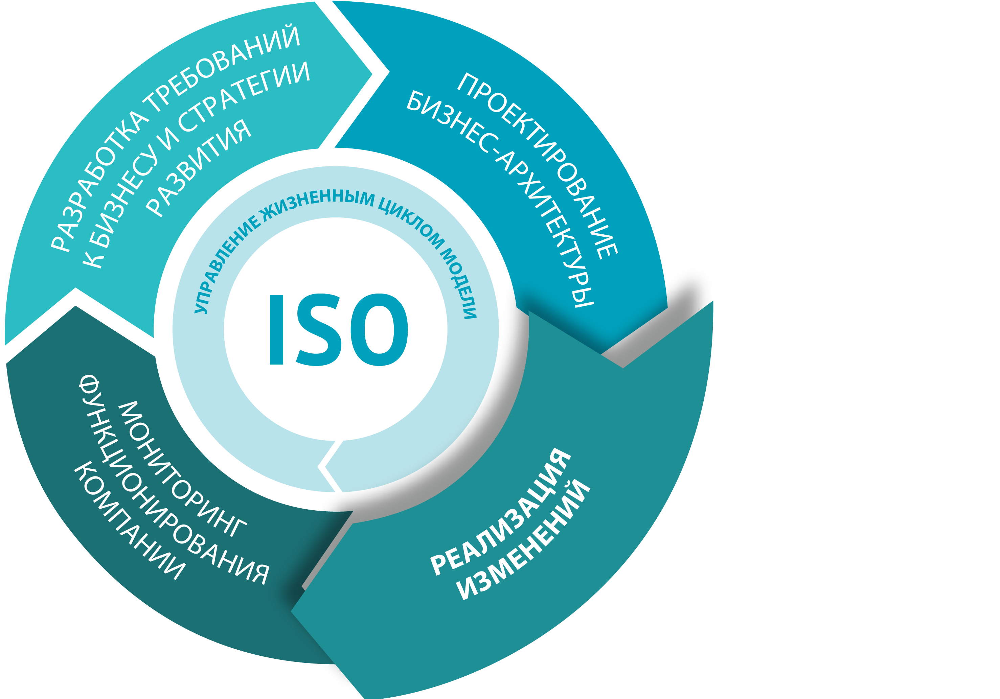 РАЗРАБОТКА ТРЕБОВАНИЙ
К БИЗНЕСУ И СТРАТЕГИИ
РАЗВИТИЯ
ПРОЕКТИРОВАНИЕ
БИЗНЕС-АРХИТЕКТУРЫ
РЕАЛИЗАЦИЯ
ИЗМЕНЕНИЙ
МОНИТОРИНГ
ФУНКЦИОНИРОВАНИЯ
КОМПАНИИ
УПРАВЛЕНИЕ ЖИЗНЕННЫМ ЦИКЛОМ МОДЕЛИ
ISO